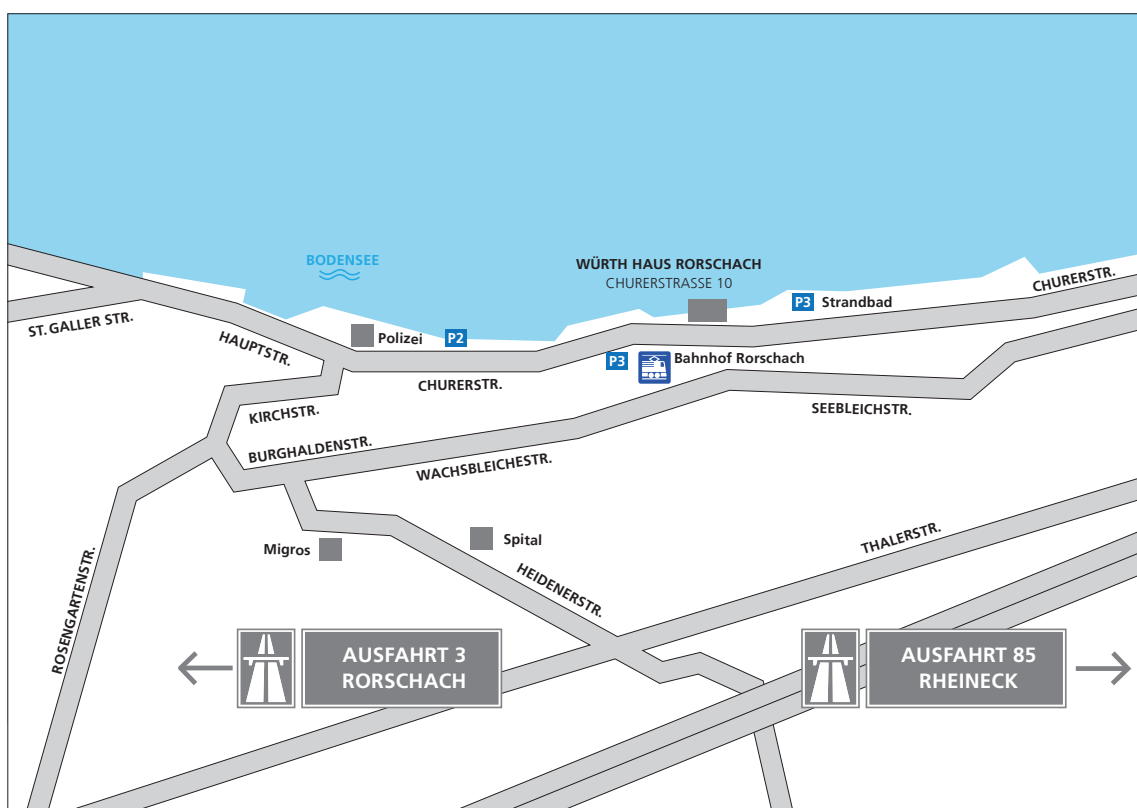 BODENSEE
WÜRTH HAUS RORSCHACH
CHURERSTRASSE 10
CHURERSTR.
P3 Strandbad
ST. GALLER STR.
HAUPTSTR.
Polizei P2
P3 Bahnhof Rorschach
CHURERSTR.
KIRCHSTR.
SEEBLEICHSTR.
BURGHALDENSTR.
WACHSBLEICHESTR.
Migros
Spital
THALERSTR.
HEIDENERSTR.
ROSENGARTENSTR.
AUSFAHRT 3
RORSCHACH
AUSFAHRT 85
RHEINECK